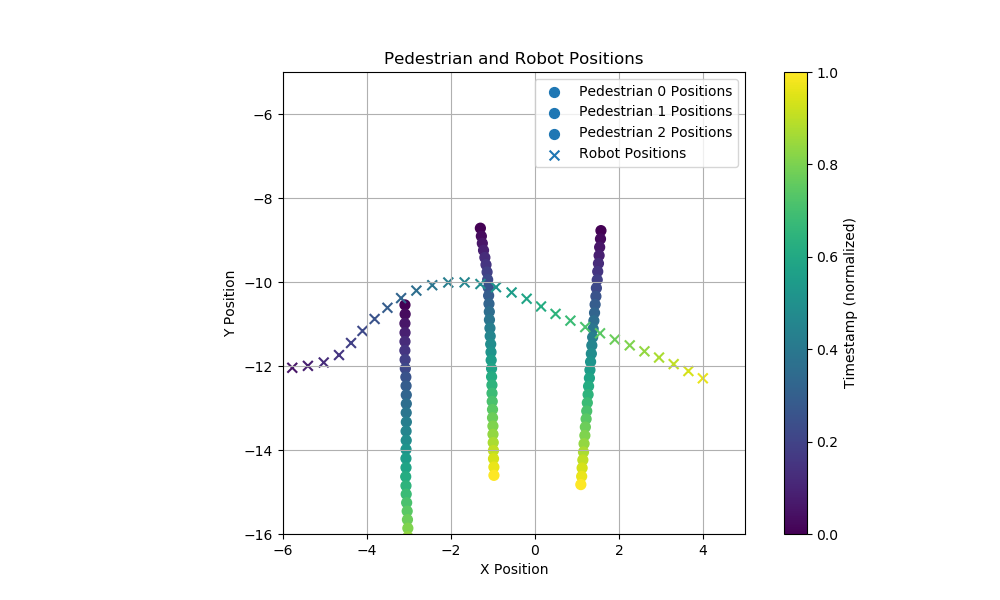 Pedestrian and Robot Positions
Pedestrian 0 Positions
Pedestrian 1 Positions
Pedestrian 2 Positions
Robot Positions
−6
−8
−10
−12
−14
−16
Y Position
−6 −4 −2 0 2 4
X Position
1.0
0.8
0.6
0.4
0.2
0.0
Timestamp (normalized)